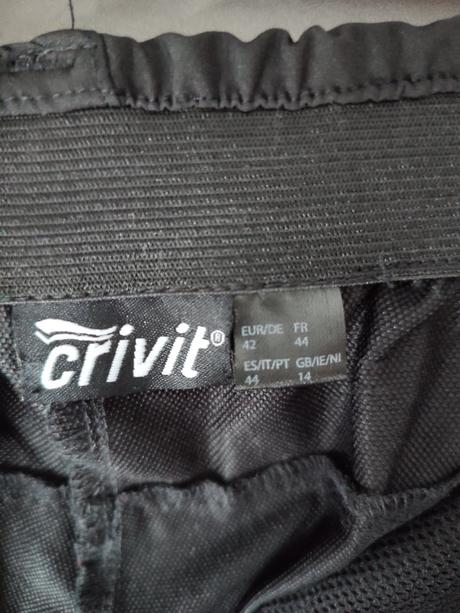 crivit®
EUR/DE FR
42 44
ES/IT/PT GB/IE/NI
44 14